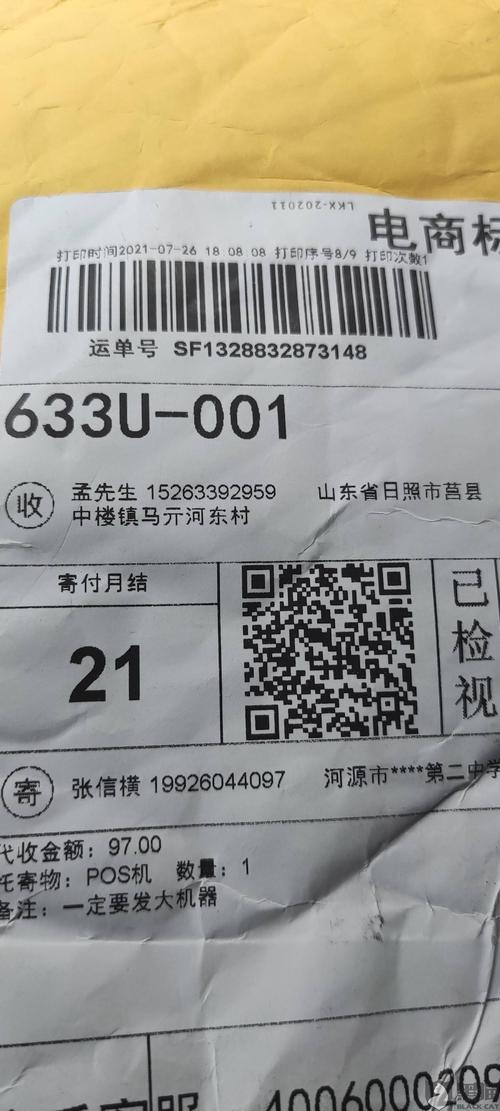 LKX-202011
电商标
打印时间2021-07-26 18.08.08 打印序号8/9 打印次数1
运单号 SF1328832873148
633U-001
收 孟先生 15263392959 山东省日照市莒县
中楼镇马亓河东村
寄付月结
21
已检视
寄 张信横 19926044097 河源市****第二中学
代收金额：97.00
托寄物：POS机 数量：1
备注：一定要发大机器
客服 4006000209
BLACK CAT